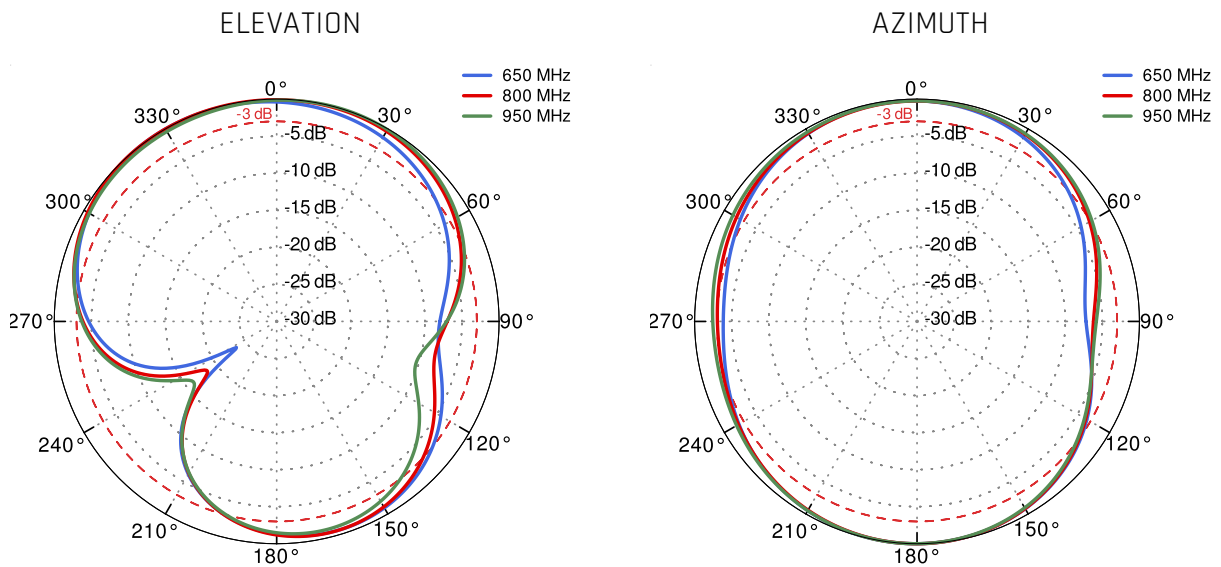 ELEVATION
650 MHz
800 MHz
950 MHz
0°
30°
60°
90°
120°
150°
180°
210°
240°
270°
300°
330°
-3 dB
-5 dB
-10 dB
-15 dB
-20 dB
-25 dB
-30 dB
AZIMUTH
650 MHz
800 MHz
950 MHz
0°
30°
60°
90°
120°
150°
180°
210°
240°
270°
300°
330°
-3 dB
-5 dB
-10 dB
-15 dB
-20 dB
-25 dB
-30 dB